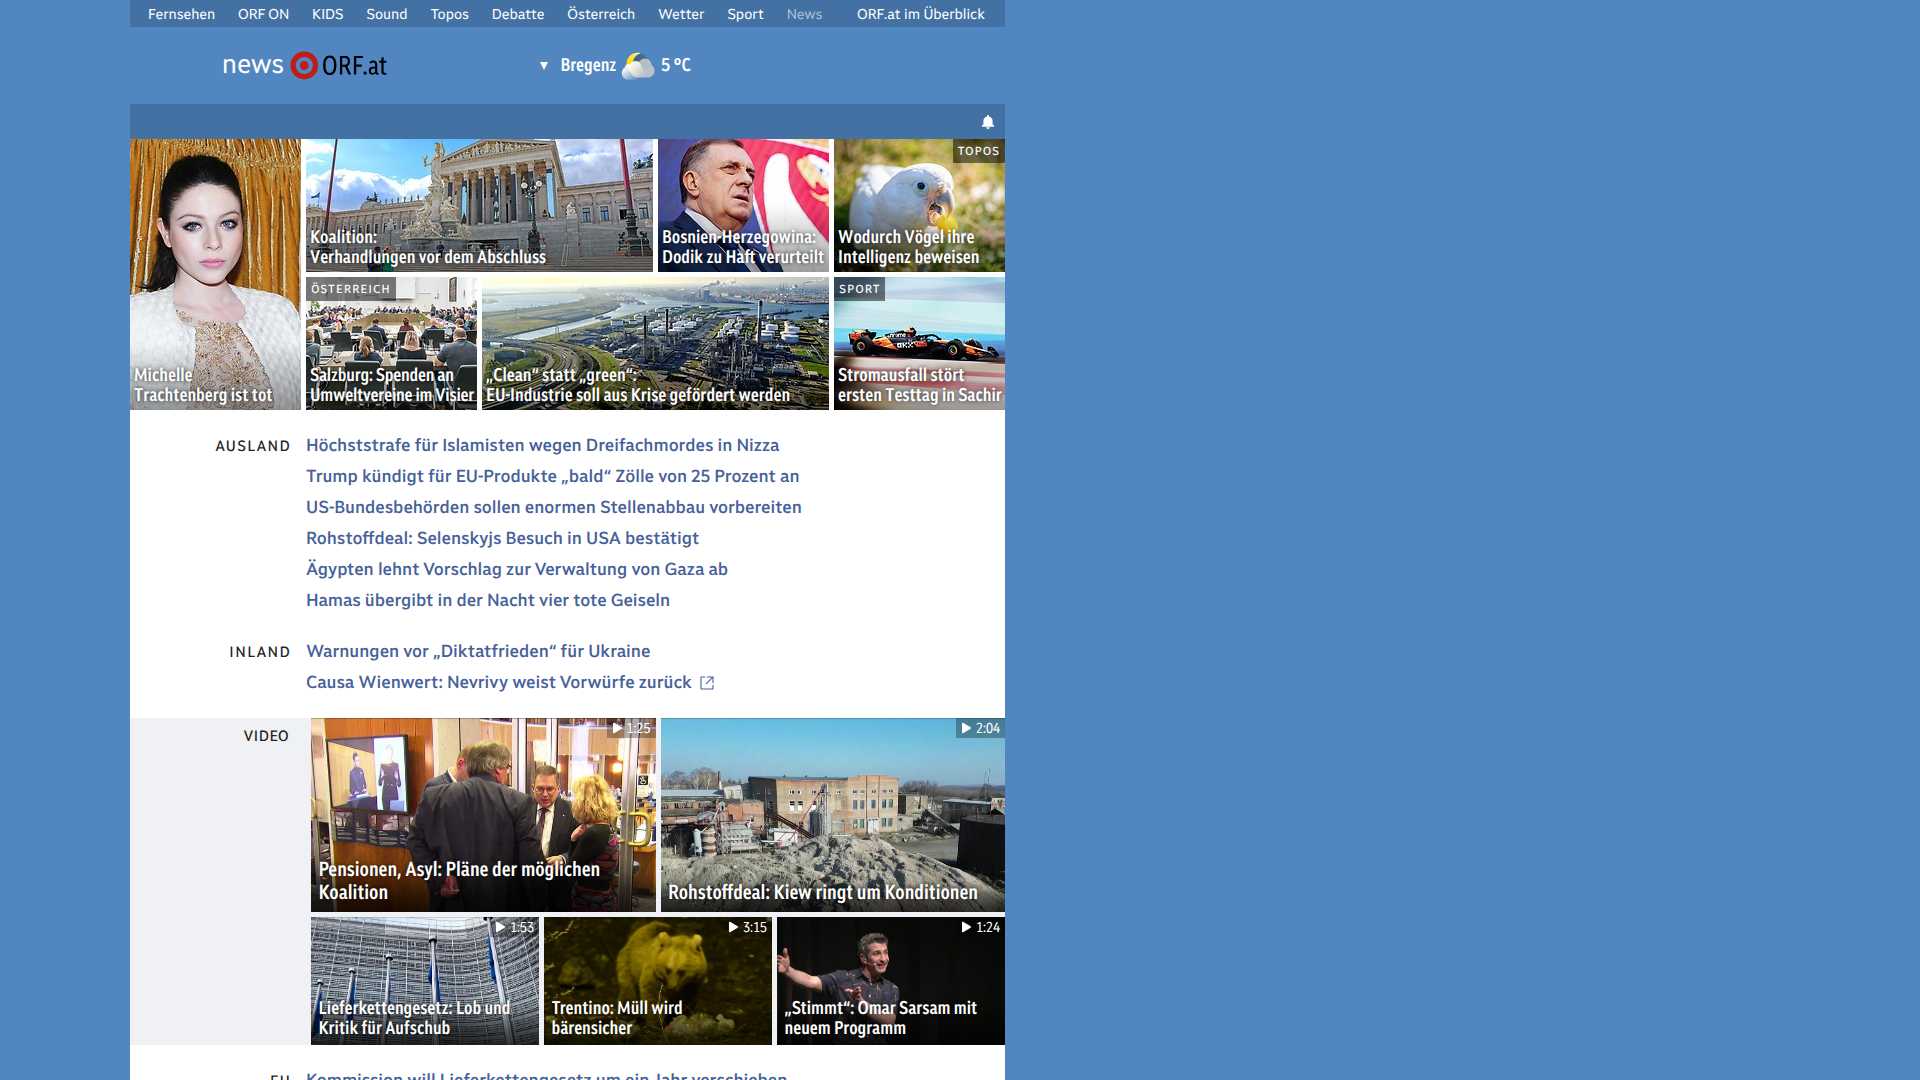 Fernsehen ORF ON KIDS Sound Topos Debatte Österreich Wetter Sport News ORF.at im Überblick
news ORF.at
Bregenz 5 °C
Michelle
Trachtenberg ist tot
Koalition:
Verhandlungen vor dem Abschluss
Bosnien-Herzegowina:
Dodik zu Haft verurteilt
TOPOS
Wodurch Vögel ihre
Intelligenz beweisen
ÖSTERREICH
Salzburg: Spenden an
Umweltvereine im Visier
„Clean“ statt „green“:
EU-Industrie soll aus Krise gefördert werden
SPORT
Stromausfall stört
ersten Testtag in Sachir
AUSLAND
Höchststrafe für Islamisten wegen Dreifachmordes in Nizza
Trump kündigt für EU-Produkte „bald“ Zölle von 25 Prozent an
US-Bundesbehörden sollen enormen Stellenabbau vorbereiten
Rohstoffdeal: Selenskyjs Besuch in USA bestätigt
Ägypten lehnt Vorschlag zur Verwaltung von Gaza ab
Hamas übergibt in der Nacht vier tote Geiseln
INLAND
Warnungen vor „Diktatfrieden“ für Ukraine
Causa Wienwert: Nevrivy weist Vorwürfe zurück
VIDEO
1:25
Pensionen, Asyl: Pläne der möglichen
Koalition
2:04
Rohstoffdeal: Kiew ringt um Konditionen
1:53
Lieferkettengesetz: Lob und
Kritik für Aufschub
3:15
Trentino: Müll wird
bärensicher
1:24
„Stimmt“: Omar Sarsam mit
neuem Programm
EU
Kommission will Lieferkettengesetz um ein Jahr verschieben